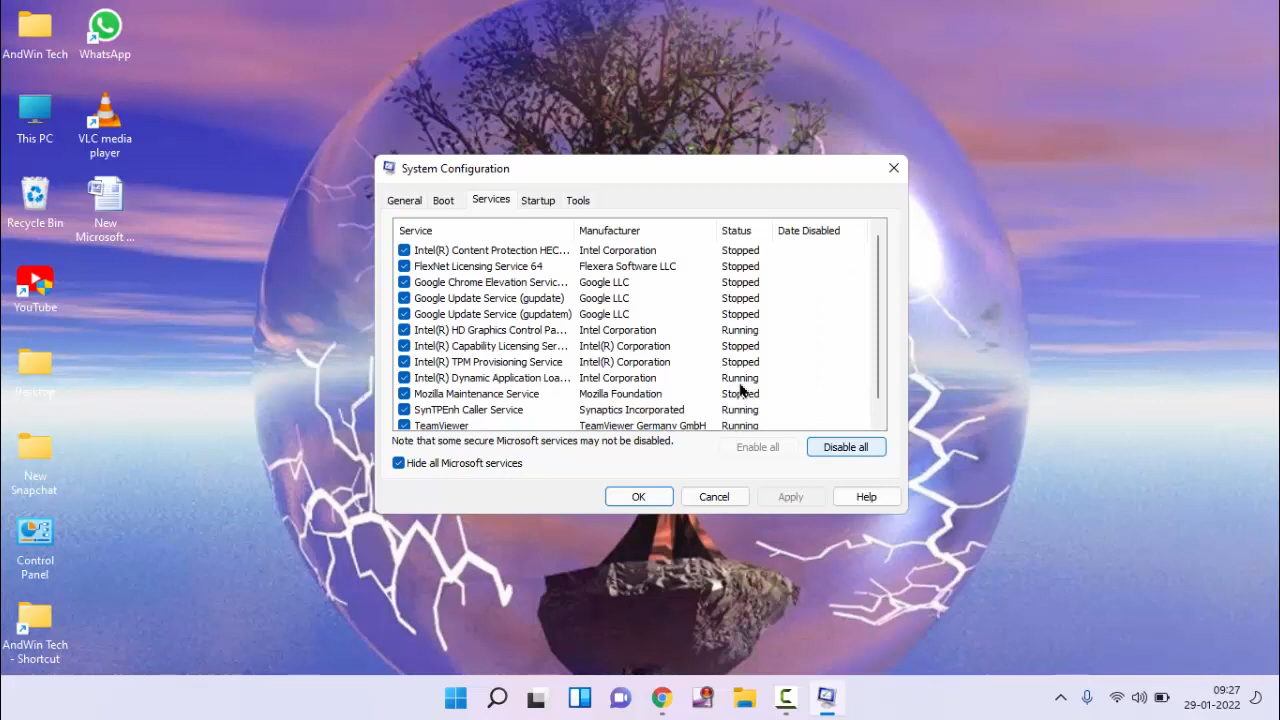 AndWin Tech
WhatsApp
This PC
VLC media
player
Recycle Bin
New
Microsoft ...
YouTube
Desktop
New
Snapchat
Control
Panel
AndWin Tech
- Shortcut
System Configuration
General Boot Services Startup Tools
Service Manufacturer Status Date Disabled
Intel(R) Content Protection HEC... Intel Corporation Stopped
FlexNet Licensing Service 64 Flexera Software LLC Stopped
Google Chrome Elevation Servic... Google LLC Stopped
Google Update Service (gupdate) Google LLC Stopped
Google Update Service (gupdatem) Google LLC Stopped
Intel(R) HD Graphics Control Pa... Intel Corporation Running
Intel(R) Capability Licensing Ser... Intel(R) Corporation Stopped
Intel(R) TPM Provisioning Service Intel(R) Corporation Stopped
Intel(R) Dynamic Application Loa... Intel Corporation Running
Mozilla Maintenance Service Mozilla Foundation Stopped
SynTPEnh Caller Service Synaptics Incorporated Running
TeamViewer TeamViewer Germany GmbH Running
Note that some secure Microsoft services may not be disabled.
Enable all Disable all
Hide all Microsoft services
OK Cancel Apply Help
09:27
29-01-2022